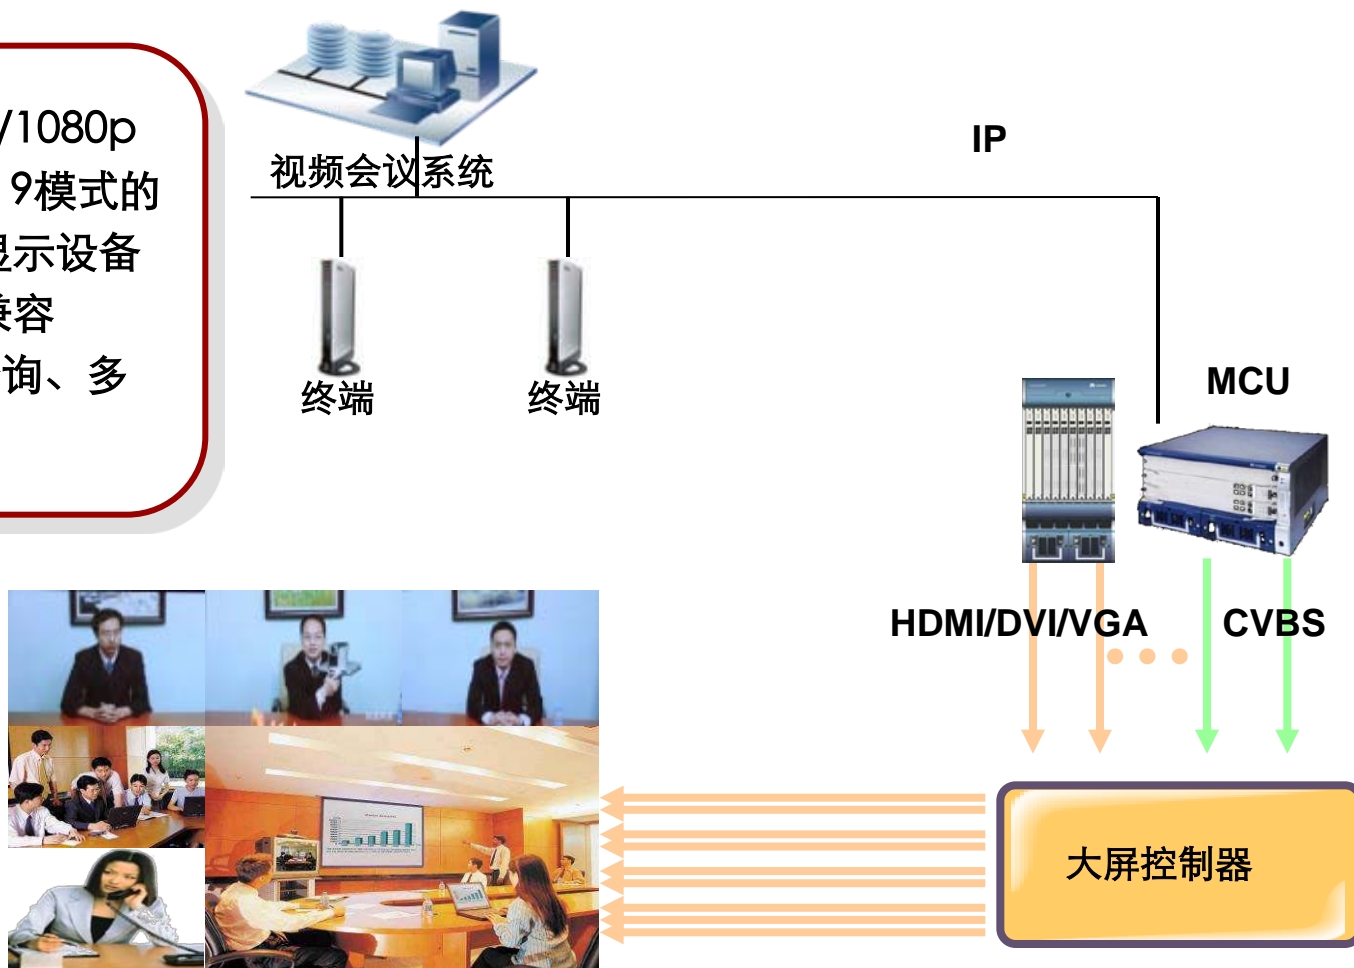 /1080p
9模式的
显示设备
兼容
询、多
视频会议系统
IP
终端
终端
MCU
HDMI/DVI/VGA
CVBS
大屏控制器